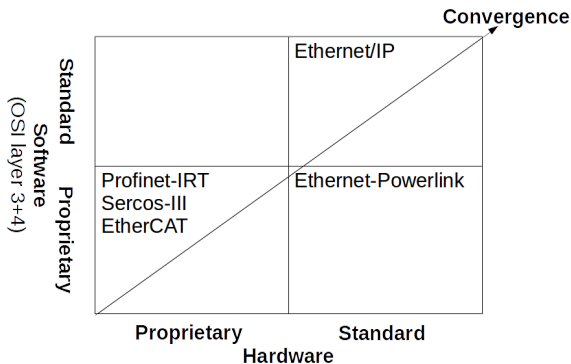 Convergence
Standard
Software
(OSI layer 3+4)
Proprietary
Ethernet/IP
Profinet-IRT
Sercos-III
EtherCAT
Ethernet-Powerlink
Proprietary
Standard
Hardware